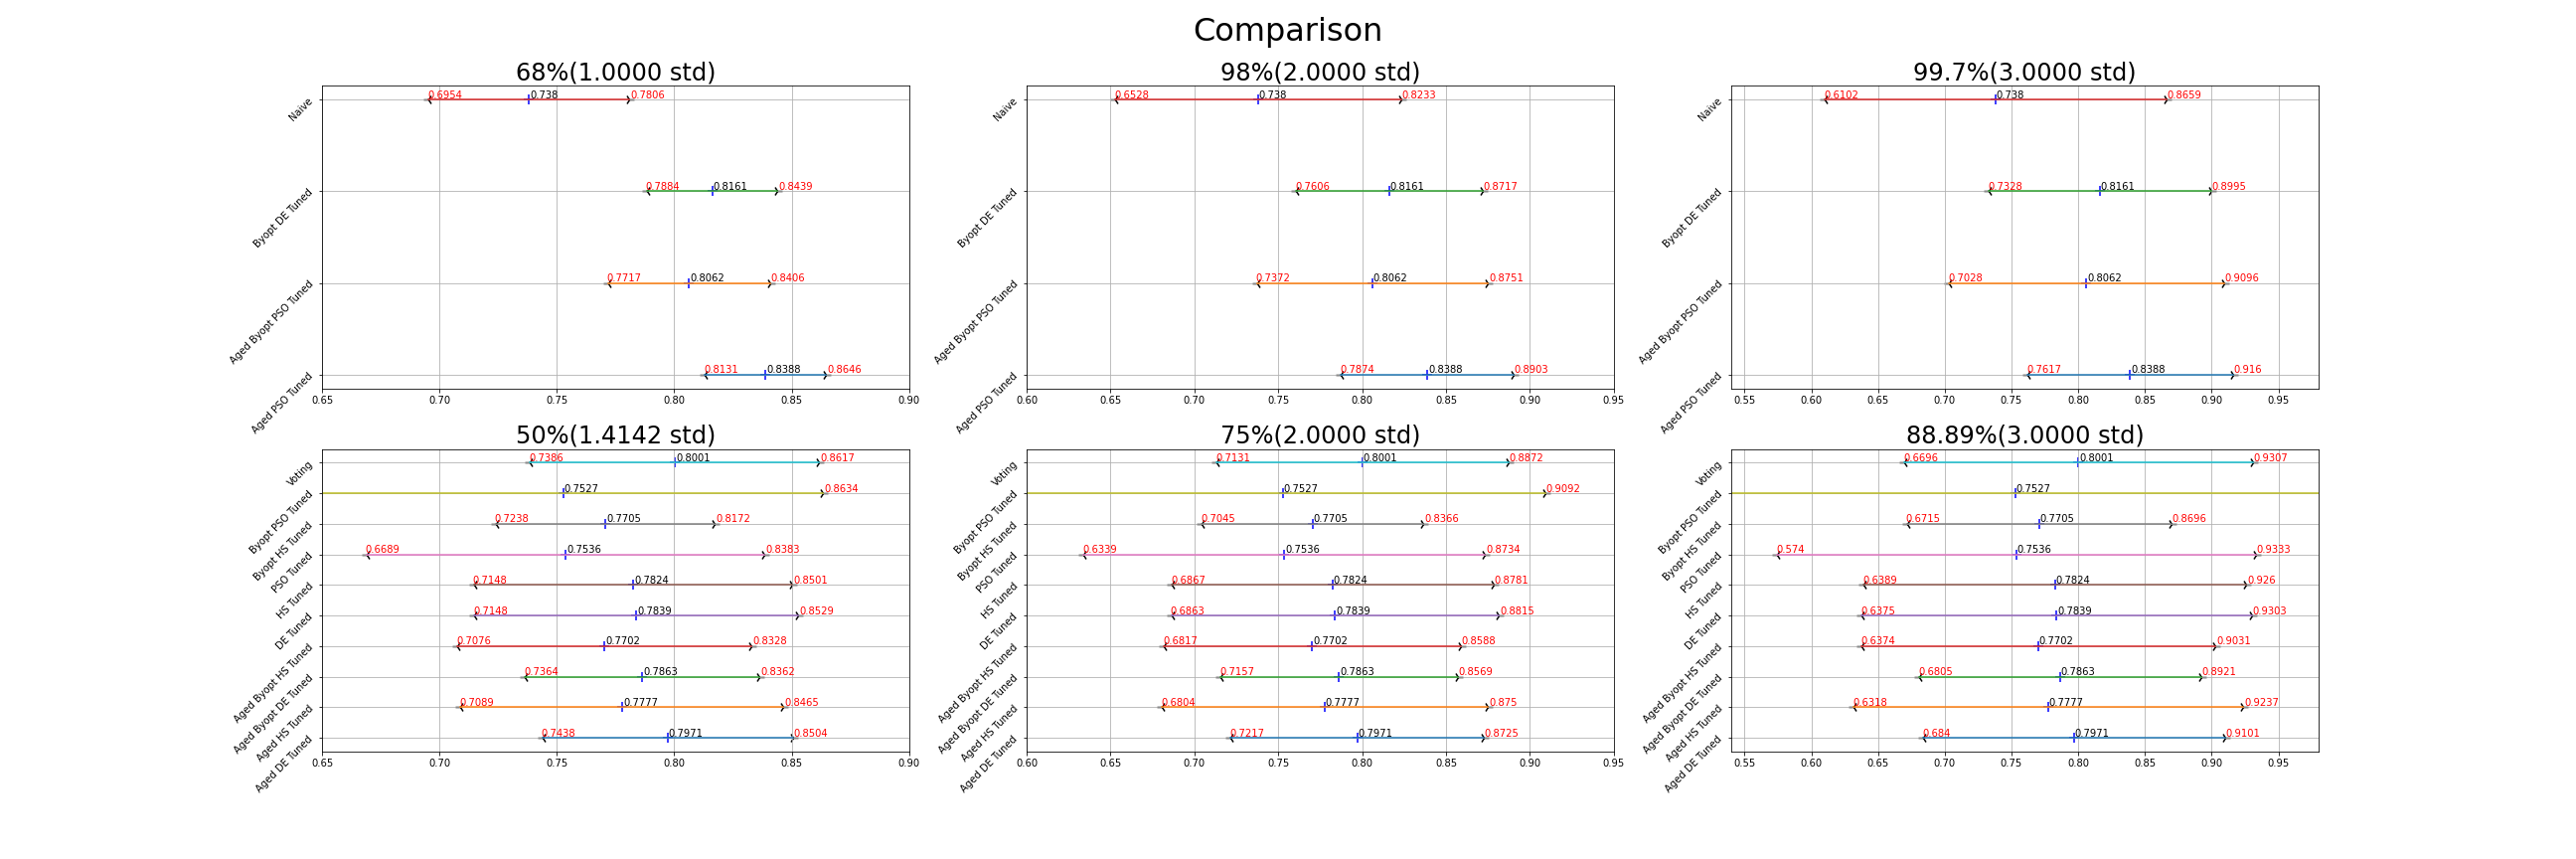 Comparison
68%(1.0000 std)
Naive
0.6954 0.738 0.7806
Byopt DE Tuned
0.7884 0.8161 0.8439
Aged Byopt PSO Tuned
0.7717 0.8062 0.8406
Aged PSO Tuned
0.8131 0.8388 0.8646
0.65 0.70 0.75 0.80 0.85 0.90
98%(2.0000 std)
Naive
0.6528 0.738 0.8233
Byopt DE Tuned
0.7606 0.8161 0.8717
Aged Byopt PSO Tuned
0.7372 0.8062 0.8751
Aged PSO Tuned
0.7874 0.8388 0.8903
0.60 0.65 0.70 0.75 0.80 0.85 0.90 0.95
99.7%(3.0000 std)
Naive
0.6102 0.738 0.8659
Byopt DE Tuned
0.7328 0.8161 0.8995
Aged Byopt PSO Tuned
0.7028 0.8062 0.9096
Aged PSO Tuned
0.7617 0.8388 0.916
0.55 0.60 0.65 0.70 0.75 0.80 0.85 0.90 0.95
50%(1.4142 std)
Voting
0.7386 0.8001 0.8617
Byopt PSO Tuned
0.7527 0.8634
Byopt HS Tuned
0.7238 0.7705 0.8172
PSO Tuned
0.6689 0.7536 0.8383
HS Tuned
0.7148 0.7824 0.8501
DE Tuned
0.7148 0.7839 0.8529
Aged Byopt HS Tuned
0.7076 0.7702 0.8328
Aged Byopt DE Tuned
0.7364 0.7863 0.8362
Aged HS Tuned
0.7089 0.7777 0.8465
Aged DE Tuned
0.7438 0.7971 0.8504
0.65 0.70 0.75 0.80 0.85 0.90
75%(2.0000 std)
Voting
0.7131 0.8001 0.8872
Byopt PSO Tuned
0.7527 0.9092
Byopt HS Tuned
0.7045 0.7705 0.8366
PSO Tuned
0.6339 0.7536 0.8734
HS Tuned
0.6867 0.7824 0.8781
DE Tuned
0.6863 0.7839 0.8815
Aged Byopt HS Tuned
0.6817 0.7702 0.8588
Aged Byopt DE Tuned
0.7157 0.7863 0.8569
Aged HS Tuned
0.6804 0.7777 0.875
Aged DE Tuned
0.7217 0.7971 0.8725
0.60 0.65 0.70 0.75 0.80 0.85 0.90 0.95
88.89%(3.0000 std)
Voting
0.6696 0.8001 0.9307
Byopt PSO Tuned
0.7527
Byopt HS Tuned
0.6715 0.7705 0.8696
PSO Tuned
0.574 0.7536 0.9333
HS Tuned
0.6389 0.7824 0.926
DE Tuned
0.6375 0.7839 0.9303
Aged Byopt HS Tuned
0.6374 0.7702 0.9031
Aged Byopt DE Tuned
0.6805 0.7863 0.8921
Aged HS Tuned
0.6318 0.7777 0.9237
Aged DE Tuned
0.684 0.7971 0.9101
0.55 0.60 0.65 0.70 0.75 0.80 0.85 0.90 0.95